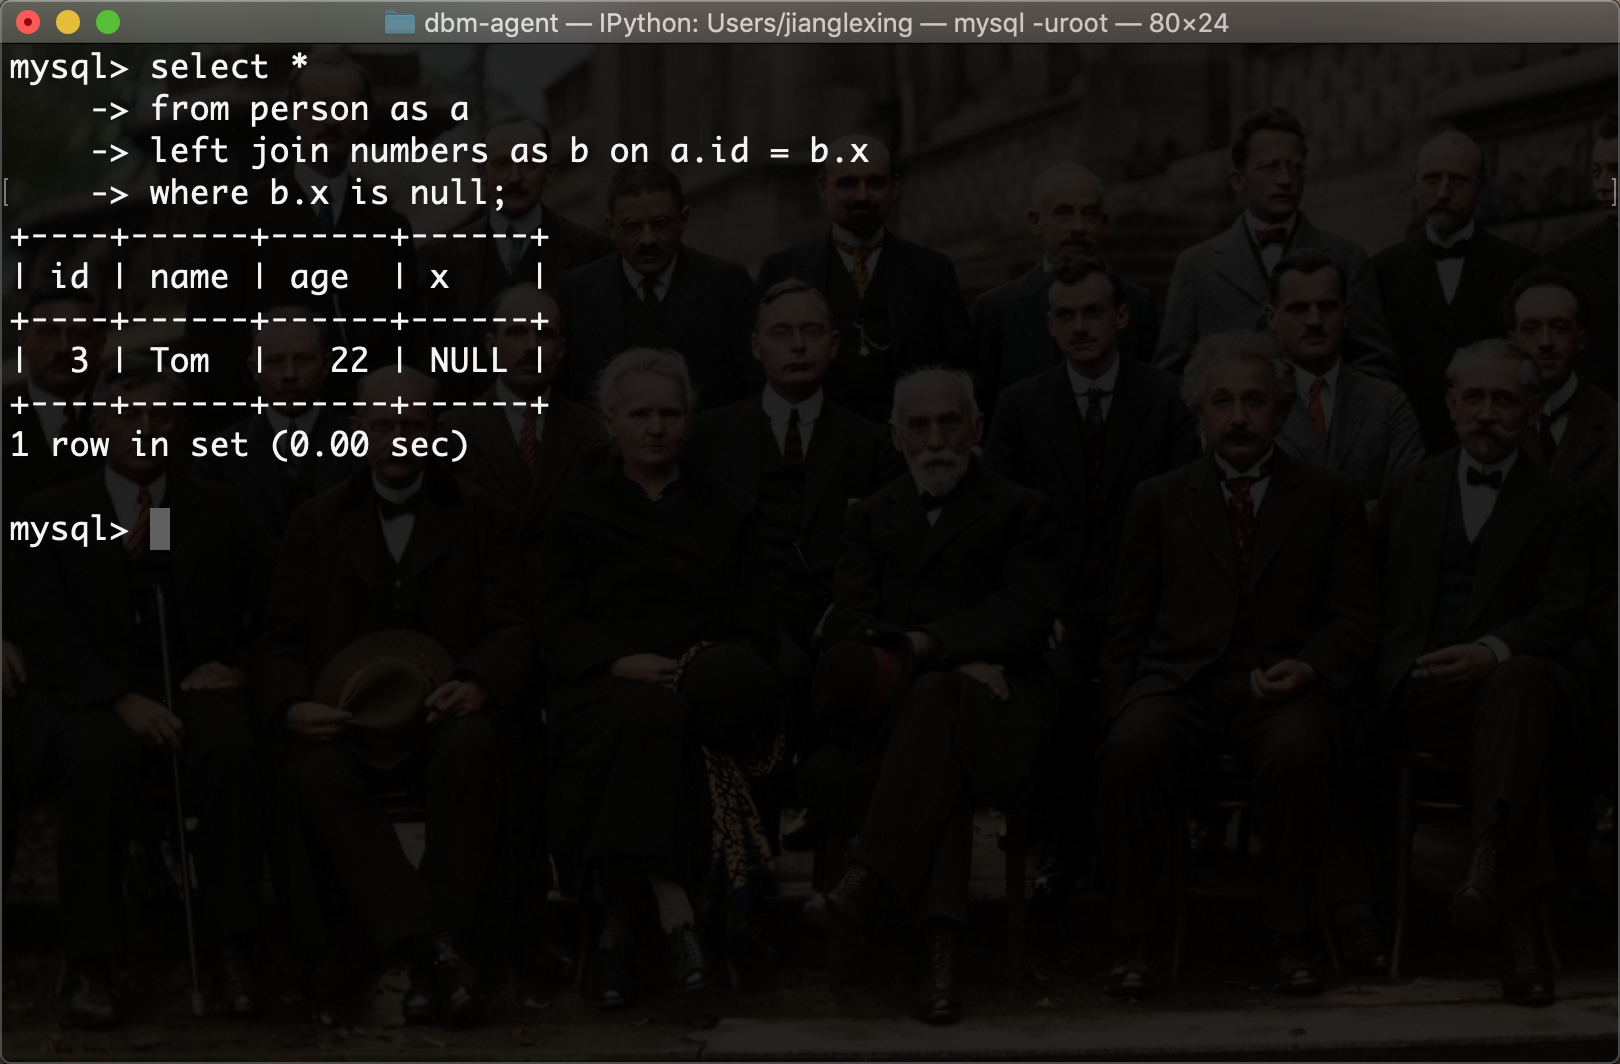 dbm-agent — IPython: Users/jianglexing — mysql -uroot — 80×24
mysql> select *
    -> from person as a
    -> left join numbers as b on a.id = b.x
[   -> where b.x is null;                                                      ]
+----+------+------+------+
| id | name | age  | x    |
+----+------+------+------+
|  3 | Tom  |   22 | NULL |
+----+------+------+------+
1 row in set (0.00 sec)
mysql>